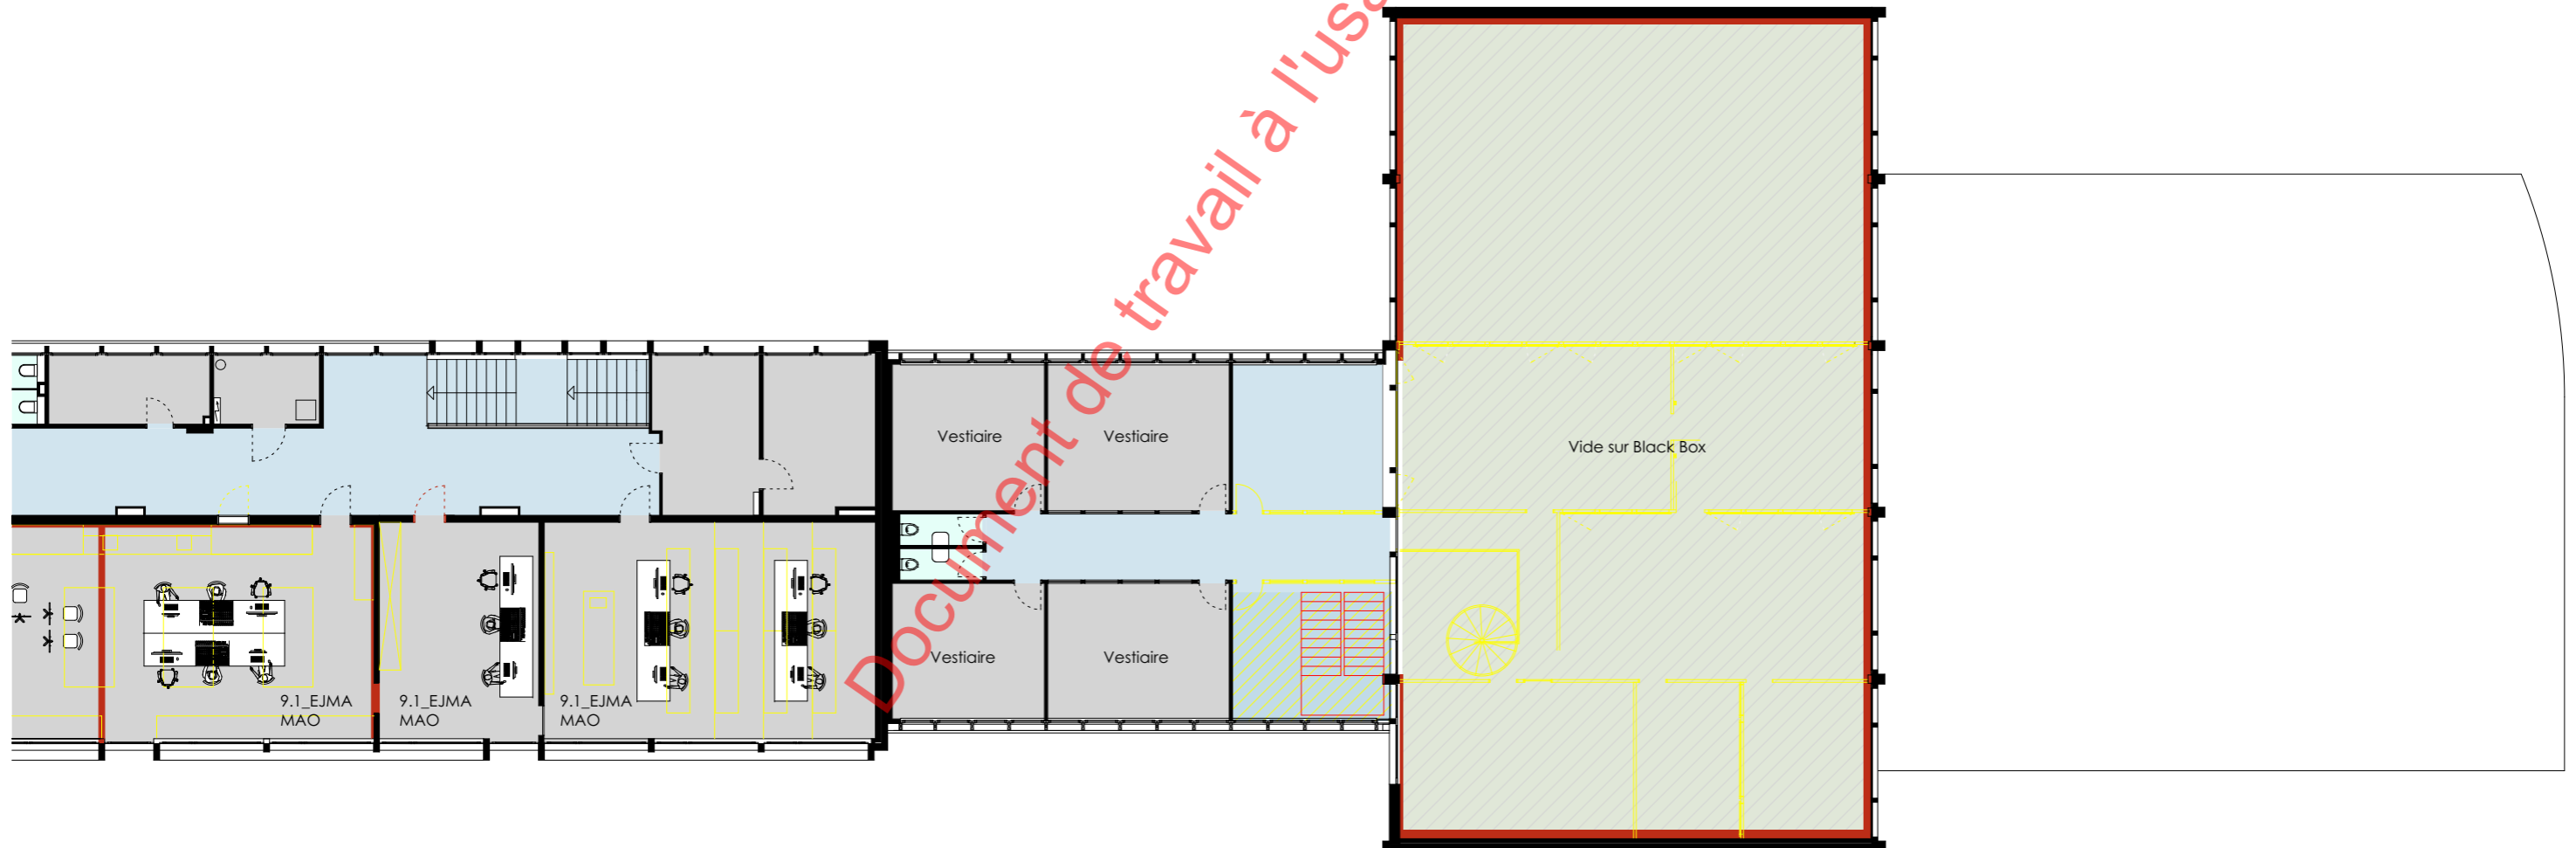 Document de travail à l'usa
Vestiaire
Vestiaire
Vide sur Black Box
Vestiaire
Vestiaire
9.1_EJMA
MAO
9.1_EJMA
MAO
9.1_EJMA
MAO